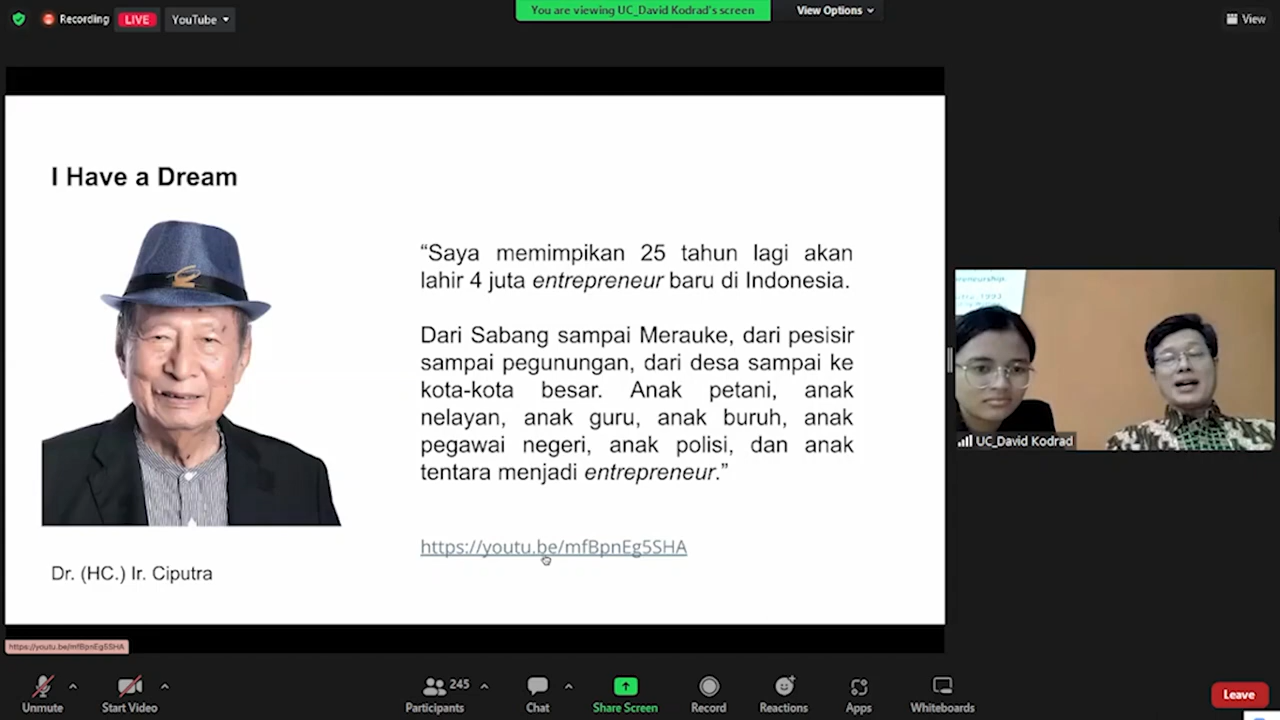 Recording
LIVE
YouTube
You are viewing UC_David Kodrad's screen
View Options
View
I Have a Dream
“Saya memimpikan 25 tahun lagi akan
lahir 4 juta entrepreneur baru di Indonesia.
Dari Sabang sampai Merauke, dari pesisir
sampai pegunungan, dari desa sampai ke
kota-kota besar. Anak petani, anak
nelayan, anak guru, anak buruh, anak
pegawai negeri, anak polisi, dan anak
tentara menjadi entrepreneur.”
https://youtu.be/mfBpnEg5SHA
Dr. (HC.) Ir. Ciputra
https://youtu.be/mfBpnEg5SHA
UC_David Kodrad
Unmute
Start Video
245
Participants
Chat
Share Screen
Record
Reactions
Apps
Whiteboards
Leave